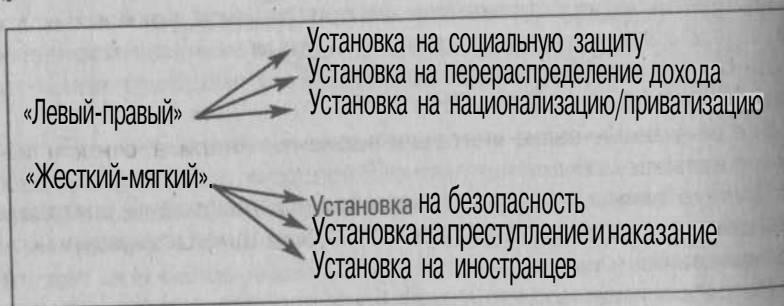 Установка на социальную защиту
Установка на перераспределение дохода
«Левый-правый» Установка на национализацию/приватизацию
«Жесткий-мягкий».
Установка на безопасность
Установка на преступление и наказание
Установка на иностранцев